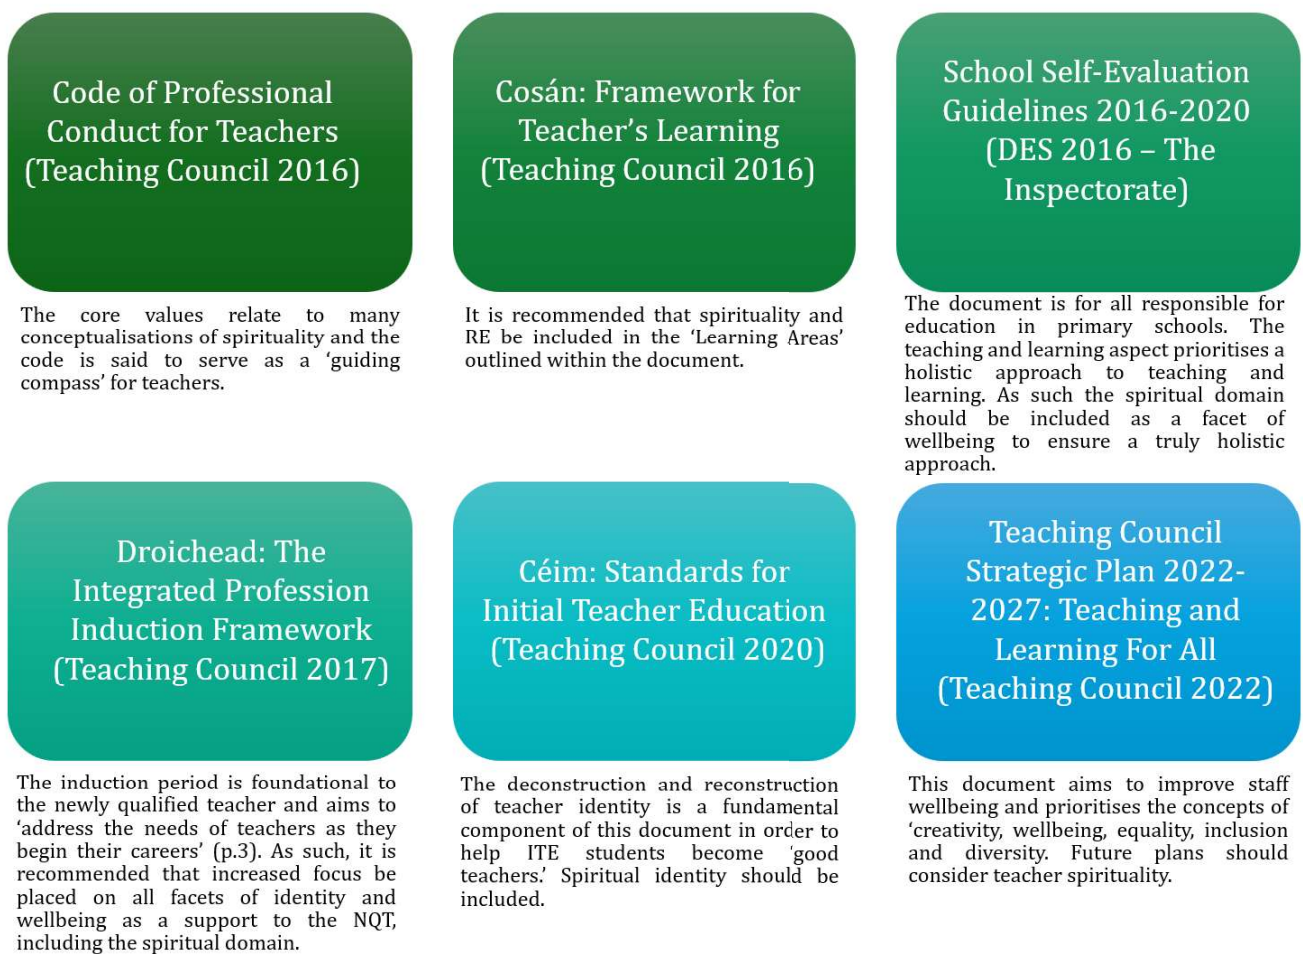 Code of Professional
Conduct for Teachers
(Teaching Council 2016)
The core values relate to many
conceptualisations of spirituality and the
code is said to serve as a ‘guiding
compass’ for teachers.
Cosán: Framework for
Teacher’s Learning
(Teaching Council 2016)
It is recommended that spirituality and
RE be included in the ‘Learning Areas’
outlined within the document.
School Self-Evaluation
Guidelines 2016-2020
(DES 2016 – The
Inspectorate)
The document is for all responsible for
education in primary schools. The
teaching and learning aspect prioritises a
holistic approach to teaching and
learning. As such the spiritual domain
should be included as a facet of
wellbeing to ensure a truly holistic
approach.
Droichead: The
Integrated Profession
Induction Framework
(Teaching Council 2017)
The induction period is foundational to
the newly qualified teacher and aims to
‘address the needs of teachers as they
begin their careers’ (p.3). As such, it is
recommended that increased focus be
placed on all facets of identity and
wellbeing as a support to the NQT,
including the spiritual domain.
Céim: Standards for
Initial Teacher Education
(Teaching Council 2020)
The deconstruction and reconstruction
of teacher identity is a fundamental
component of this document in order to
help ITE students become ‘good
teachers.’ Spiritual identity should be
included.
Teaching Council
Strategic Plan 2022-
2027: Teaching and
Learning For All
(Teaching Council 2022)
This document aims to improve staff
wellbeing and prioritises the concepts of
‘creativity, wellbeing, equality, inclusion
and diversity. Future plans should
consider teacher spirituality.